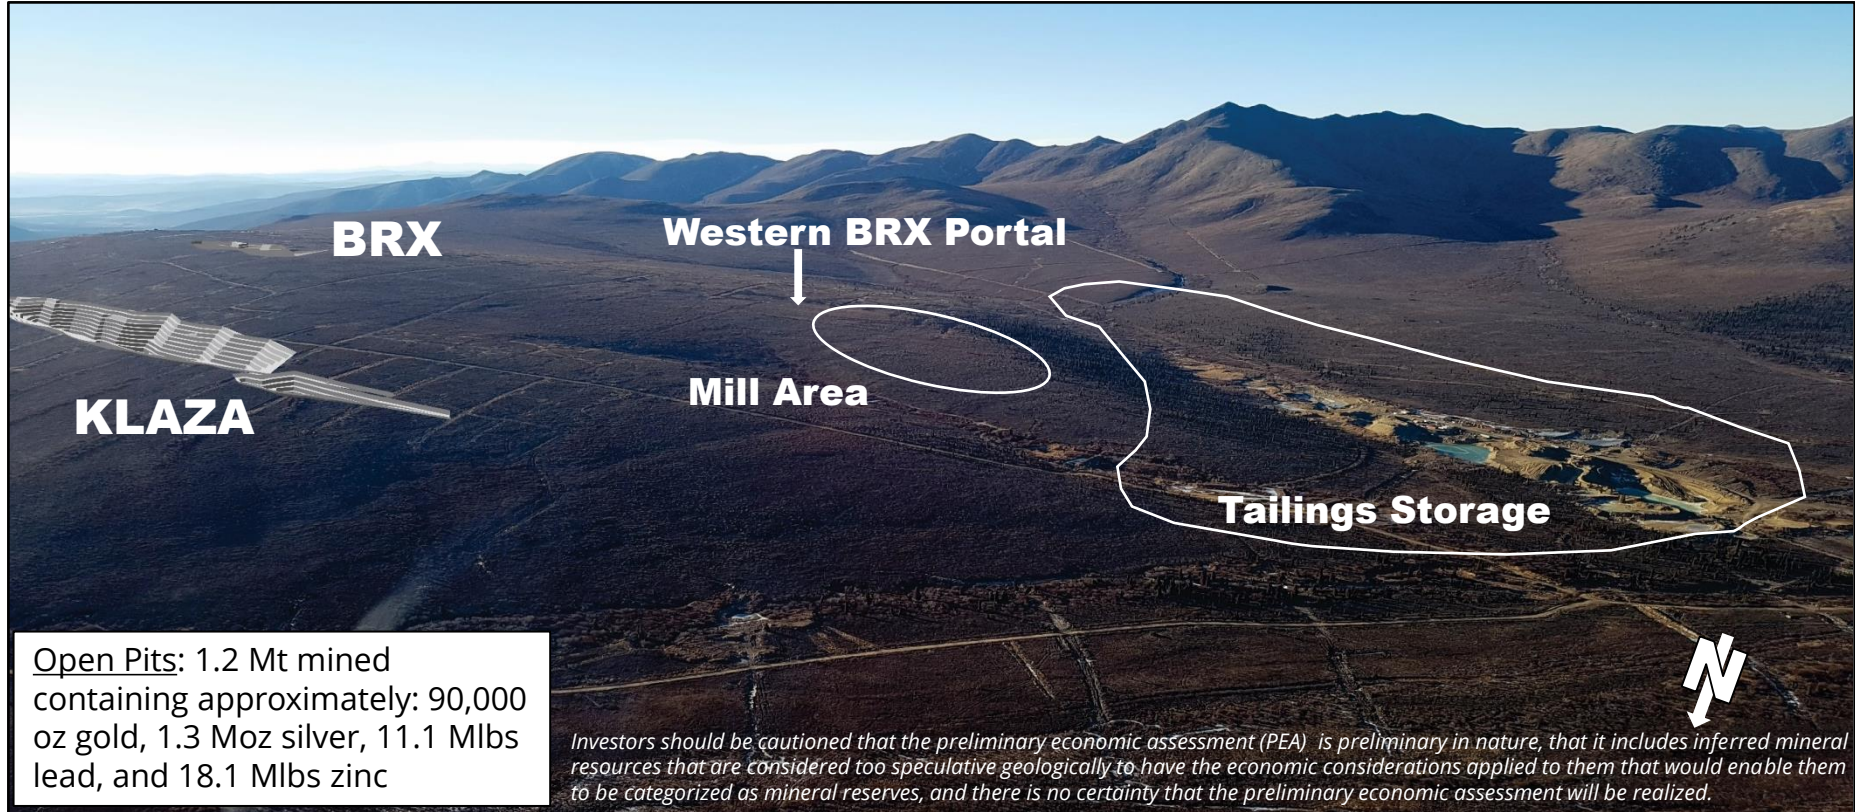 BRX
Western BRX Portal
Mill Area
KLAZA
Tailings Storage
N
Open Pits: 1.2 Mt mined
containing approximately: 90,000
oz gold, 1.3 Moz silver, 11.1 Mlbs
lead, and 18.1 Mlbs zinc
Investors should be cautioned that the preliminary economic assessment (PEA) is preliminary in nature, that it includes inferred mineral
resources that are considered too speculative geologically to have the economic considerations applied to them that would enable them
to be categorized as mineral reserves, and there is no certainty that the preliminary economic assessment will be realized.